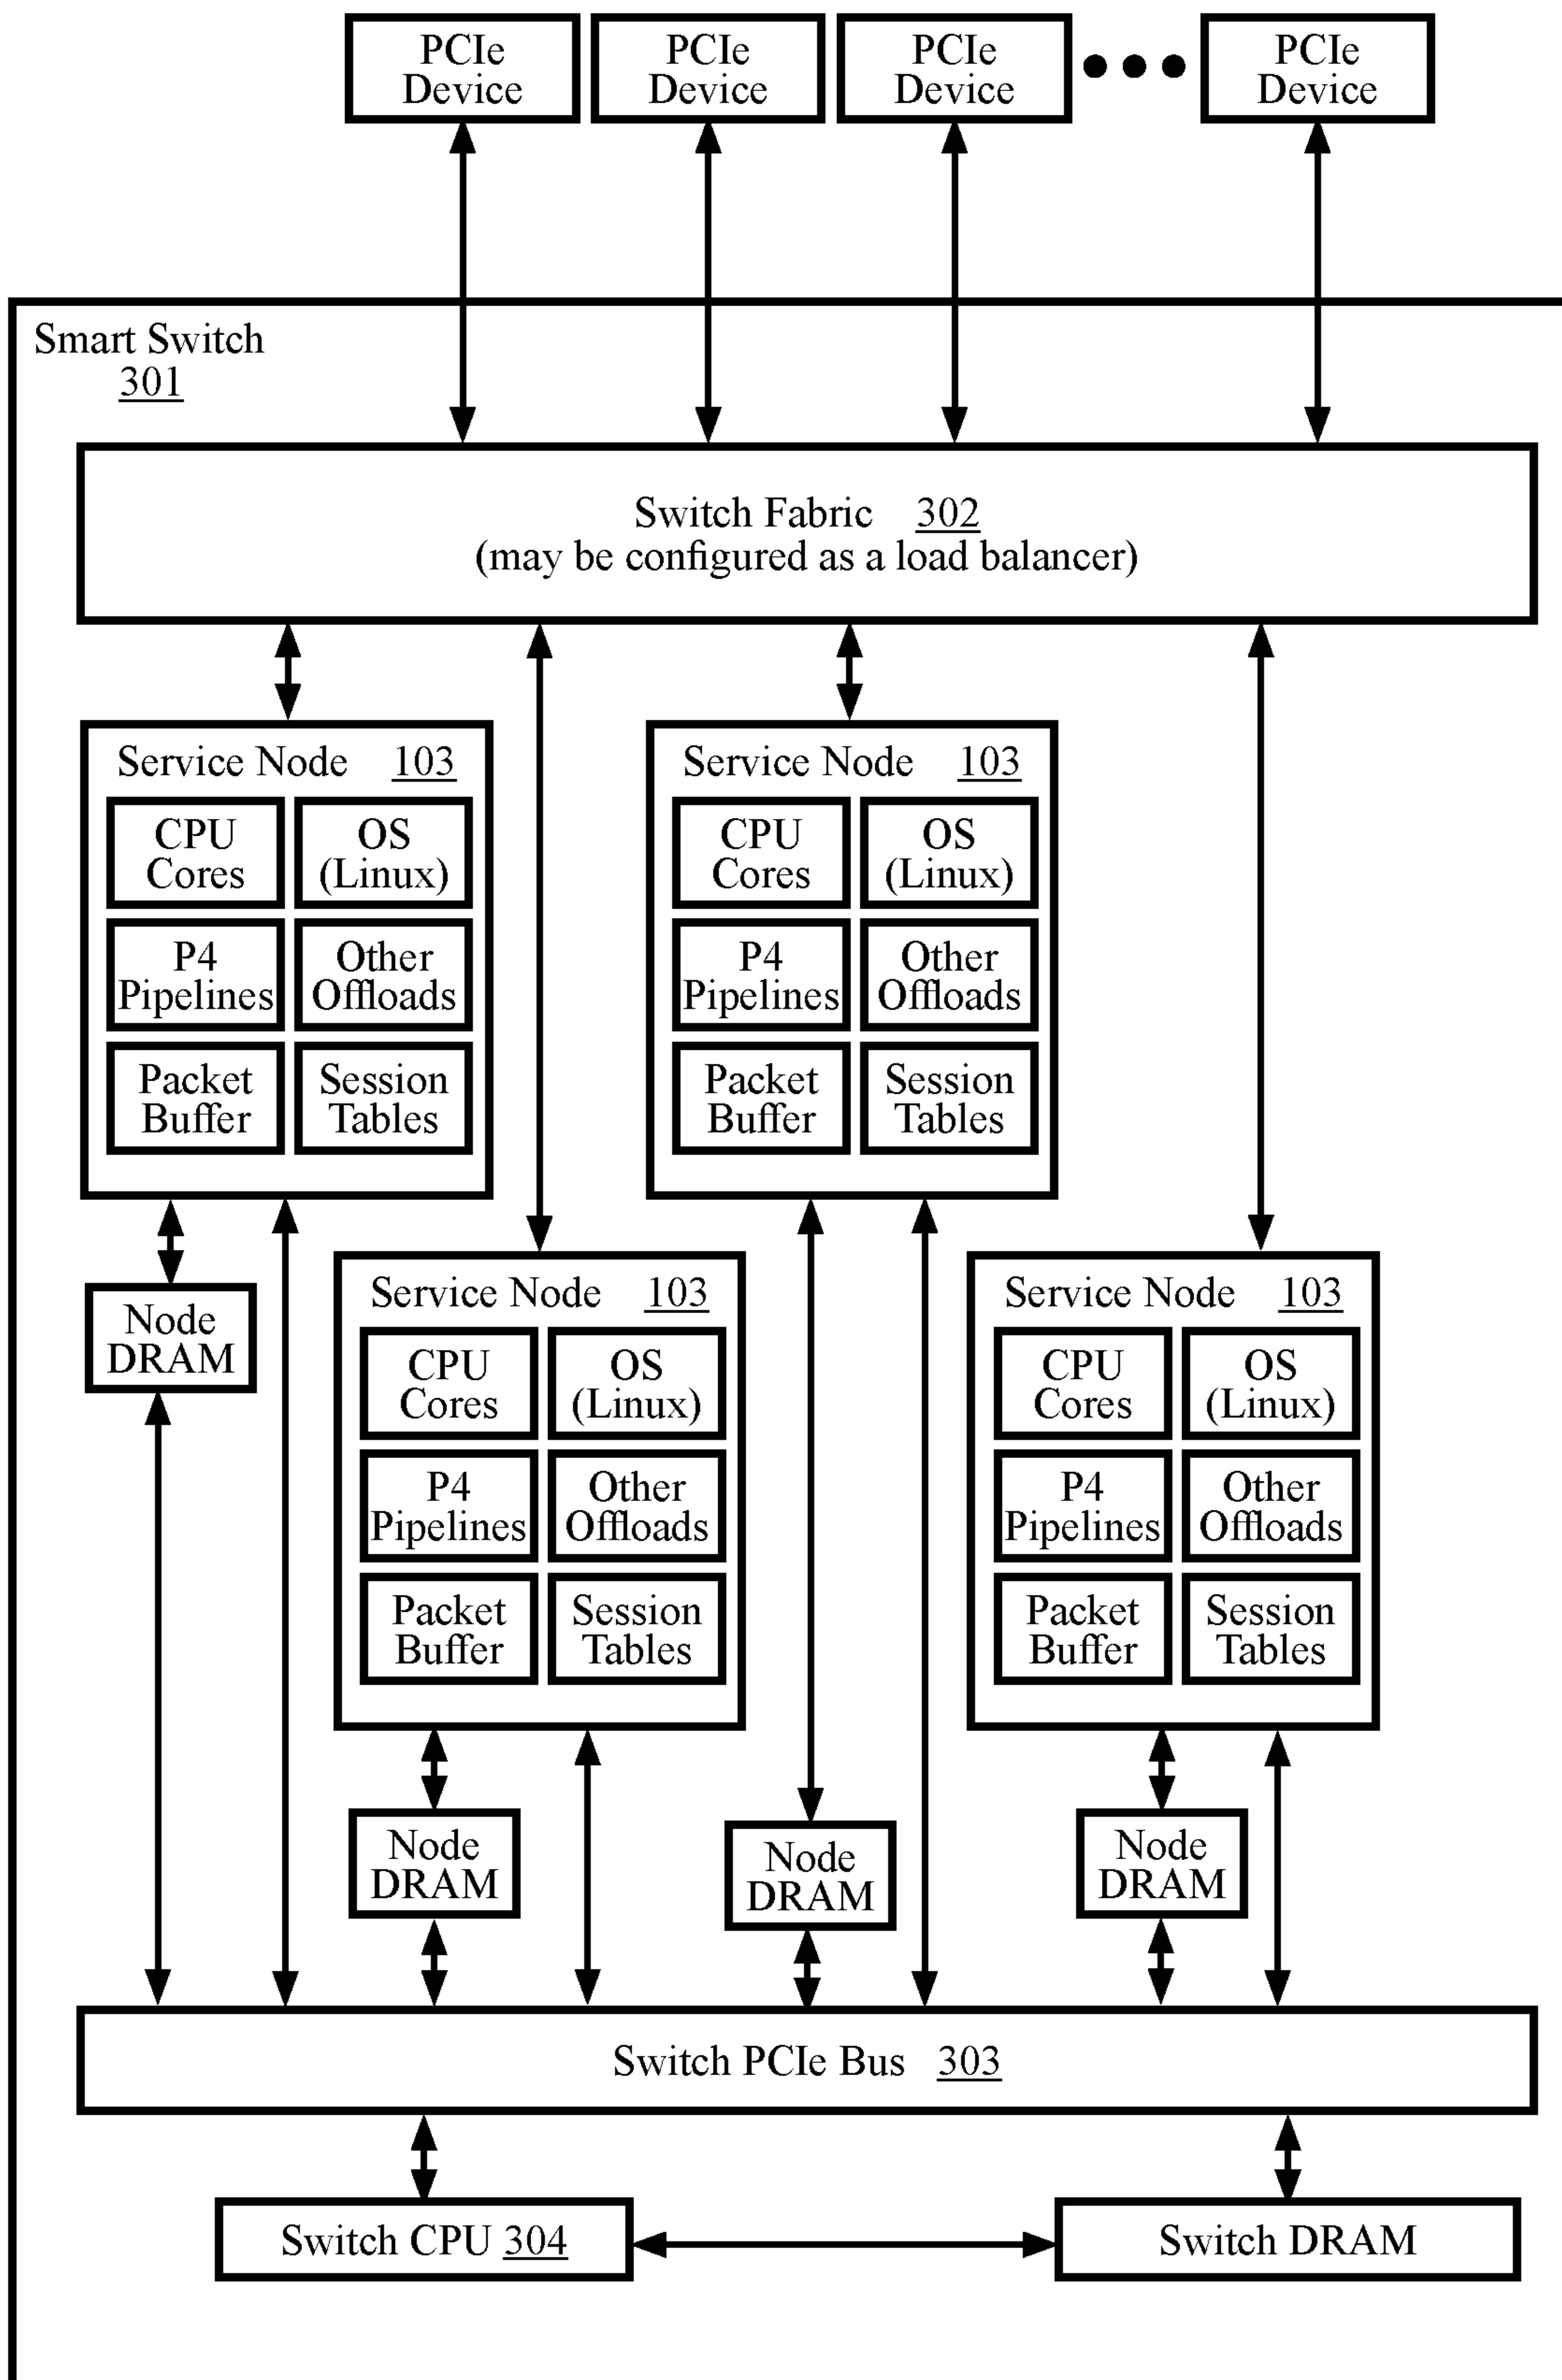 PCIe
Device
PCIe
Device
PCIe
Device
PCIe
Device
Smart Switch
301
Switch Fabric 302
(may be configured as a load balancer)
Service Node 103
CPU
Cores
OS
(Linux)
P4
Pipelines
Other
Offloads
Packet
Buffer
Session
Tables
Service Node 103
CPU
Cores
OS
(Linux)
P4
Pipelines
Other
Offloads
Packet
Buffer
Session
Tables
Node
DRAM
Service Node 103
CPU
Cores
OS
(Linux)
P4
Pipelines
Other
Offloads
Packet
Buffer
Session
Tables
Service Node 103
CPU
Cores
OS
(Linux)
P4
Pipelines
Other
Offloads
Packet
Buffer
Session
Tables
Node
DRAM
Node
DRAM
Node
DRAM
Switch PCIe Bus 303
Switch CPU 304
Switch DRAM